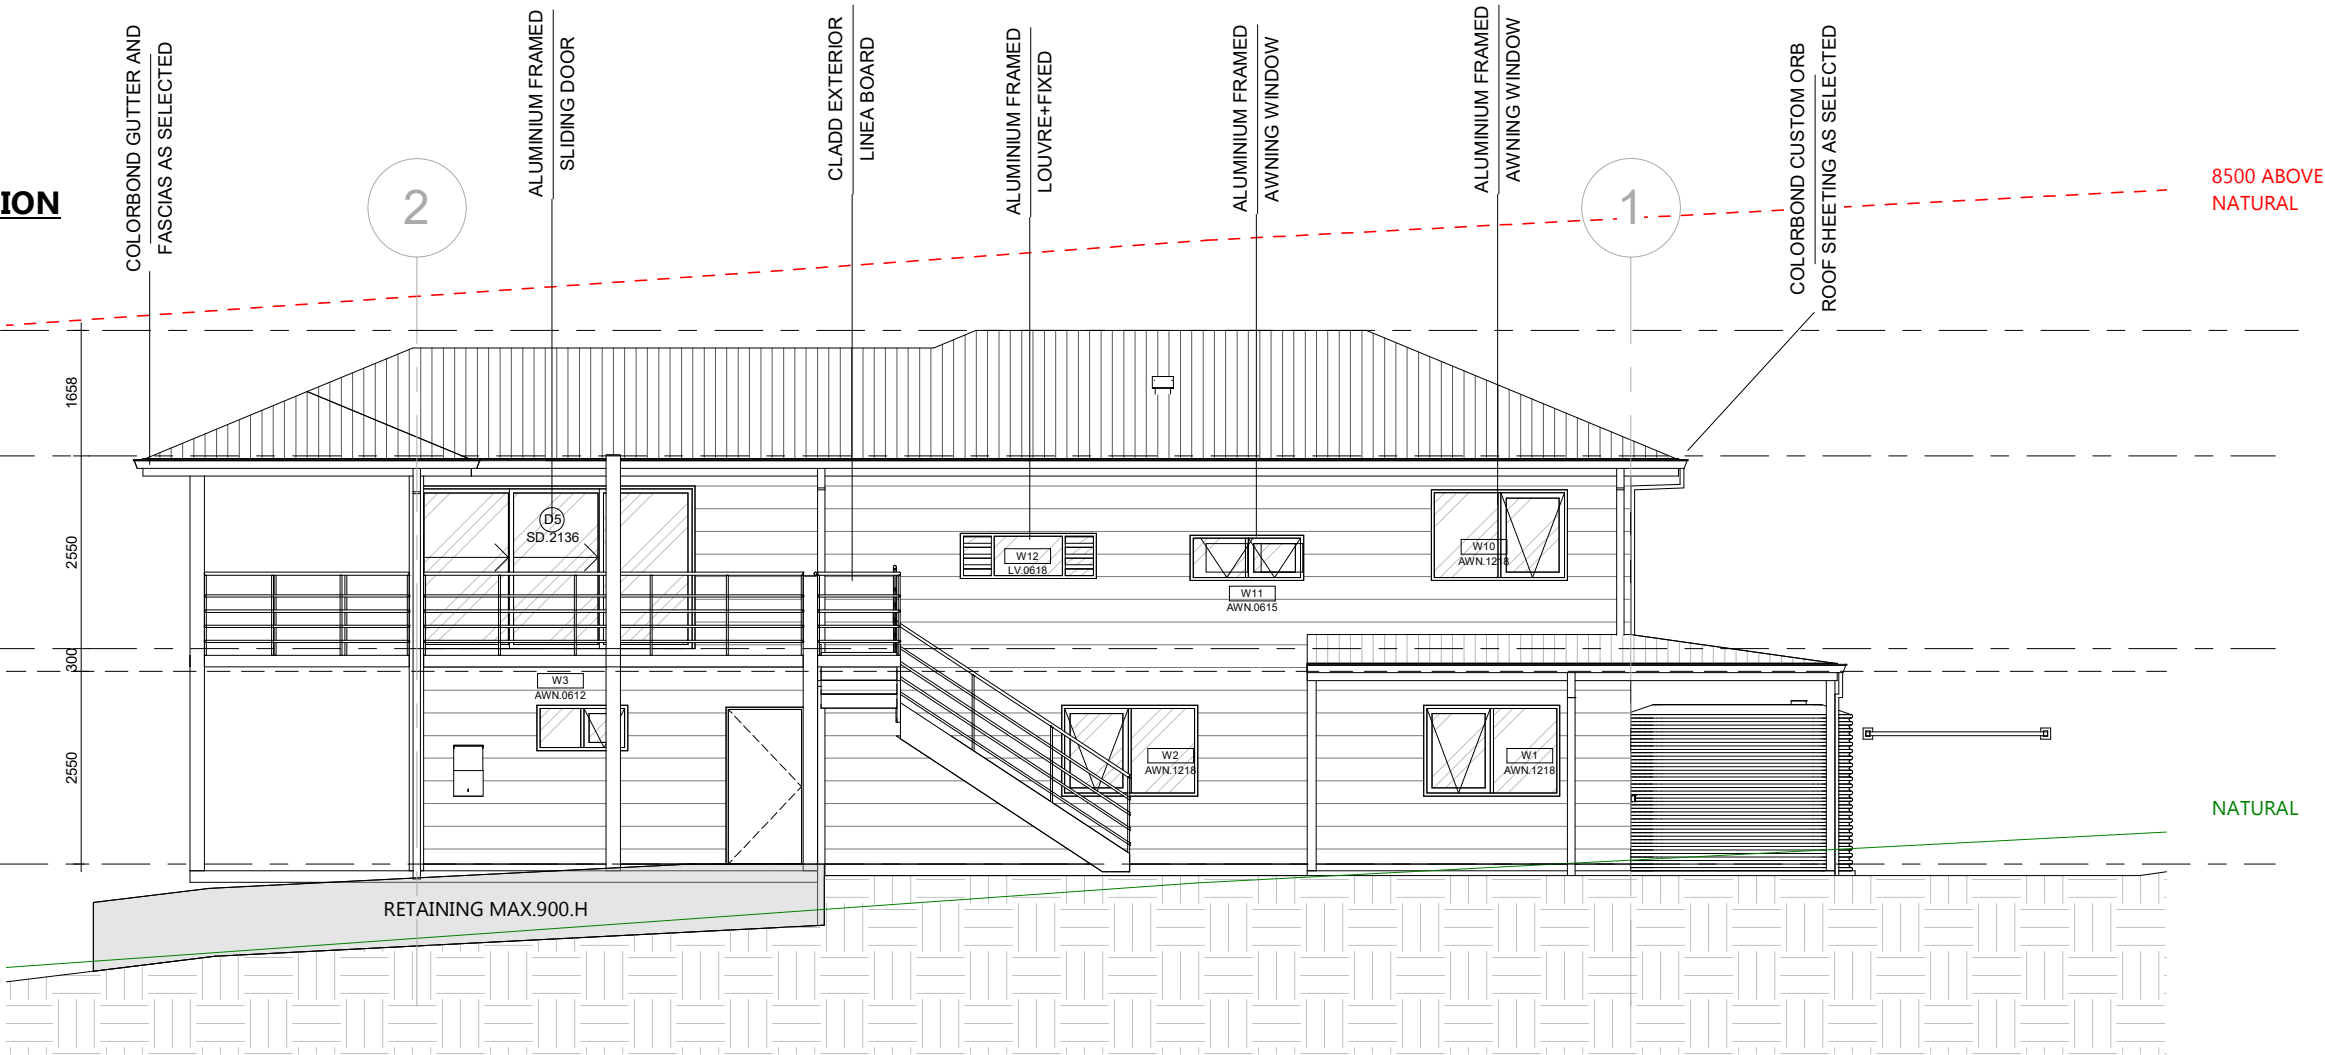 COLORBOND GUTTER AND
FASCIAS AS SELECTED
ALUMINIUM FRAMED
SLIDING DOOR
CLADD EXTERIOR
LINEA BOARD
ALUMINIUM FRAMED
LOUVRE+FIXED
ALUMINIUM FRAMED
AWNING WINDOW
ALUMINIUM FRAMED
AWNING WINDOW
COLORBOND CUSTOM ORB
ROOF SHEETING AS SELECTED
ION
2
1
8500 ABOVE
NATURAL
1658
2550
300
2550
D5
SD.2136
W12
LV.0618
W11
AWN.0615
W10
AWN.1218
W3
AWN.0612
W2
AWN.1218
W1
AWN.1218
NATURAL
RETAINING MAX.900.H